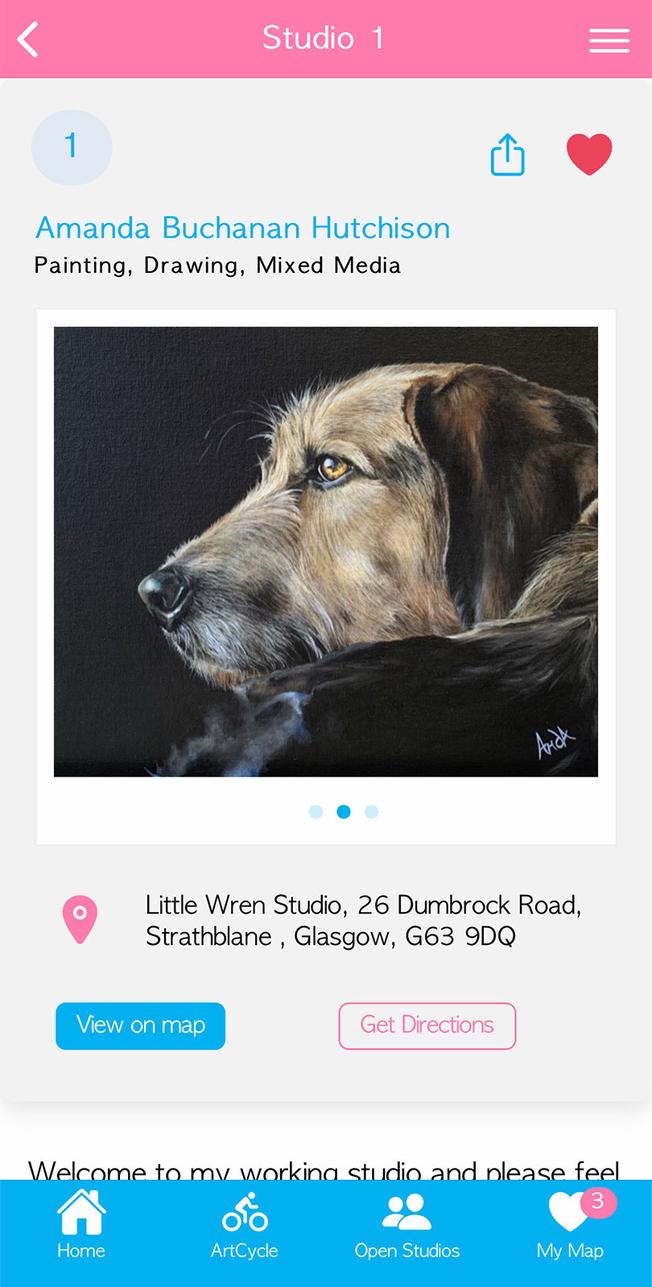 Studio 1
1
Amanda Buchanan Hutchison
Painting, Drawing, Mixed Media
Little Wren Studio, 26 Dumbrock Road,
Strathblane , Glasgow, G63 9DQ
View on map
Get Directions
Welcome to my working studio and please feel
3
Home
ArtCycle
Open Studios
My Map